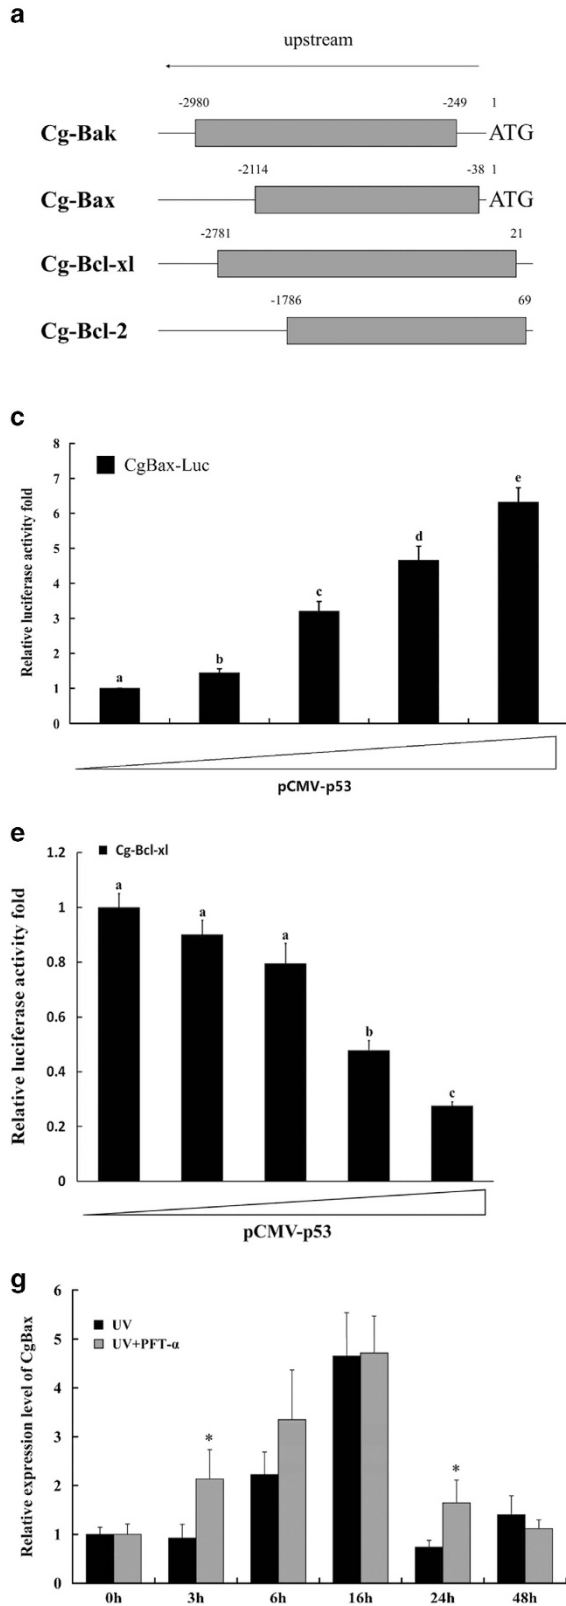 a
upstream
-2980 -249 1
Cg-Bak ATG
-2114 -38 1
Cg-Bax ATG
-2781 21
Cg-Bcl-xl
-1786 69
Cg-Bcl-2
c
8
7
6
5
4
3
2
1
0
Relative luciferase activity fold
CgBax-Luc
a
b
c
d
e
pCMV-p53
e
1.2
1
0.8
0.6
0.4
0.2
0
Relative luciferase activity fold
Cg-Bcl-xl
a
a
a
b
c
pCMV-p53
g
6
5
4
3
2
1
0
Relative expression level of CgBax
UV
UV+PFT-α
*
*
0h 3h 6h 16h 24h 48h